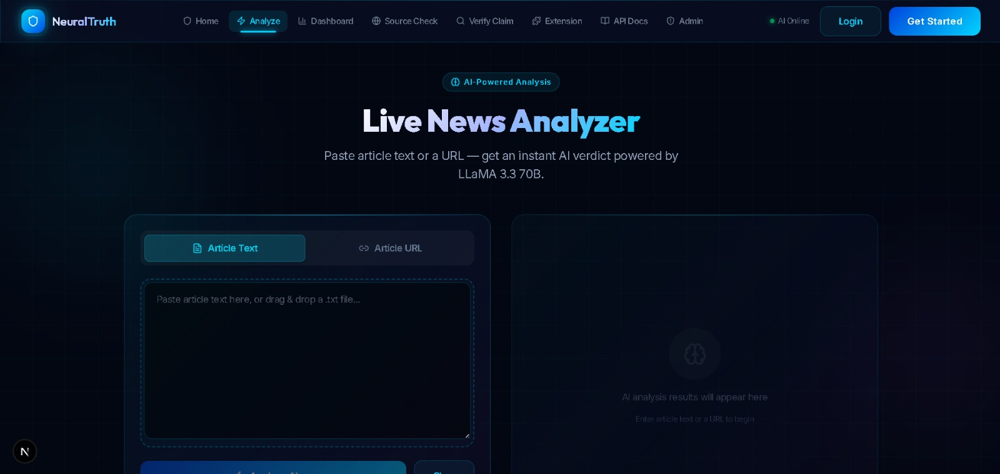 NeuralTruth
Home
Analyze
Dashboard
Source Check
Verify Claim
Extension
API Docs
Admin
AI Online
Login
Get Started
AI-Powered Analysis
Live News Analyzer
Paste article text or a URL — get an instant AI verdict powered by
LLaMA 3.3 70B.
Article Text
Article URL
Paste article text here, or drag & drop a .txt file...
AI analysis results will appear here
Enter article text or a URL to begin
N